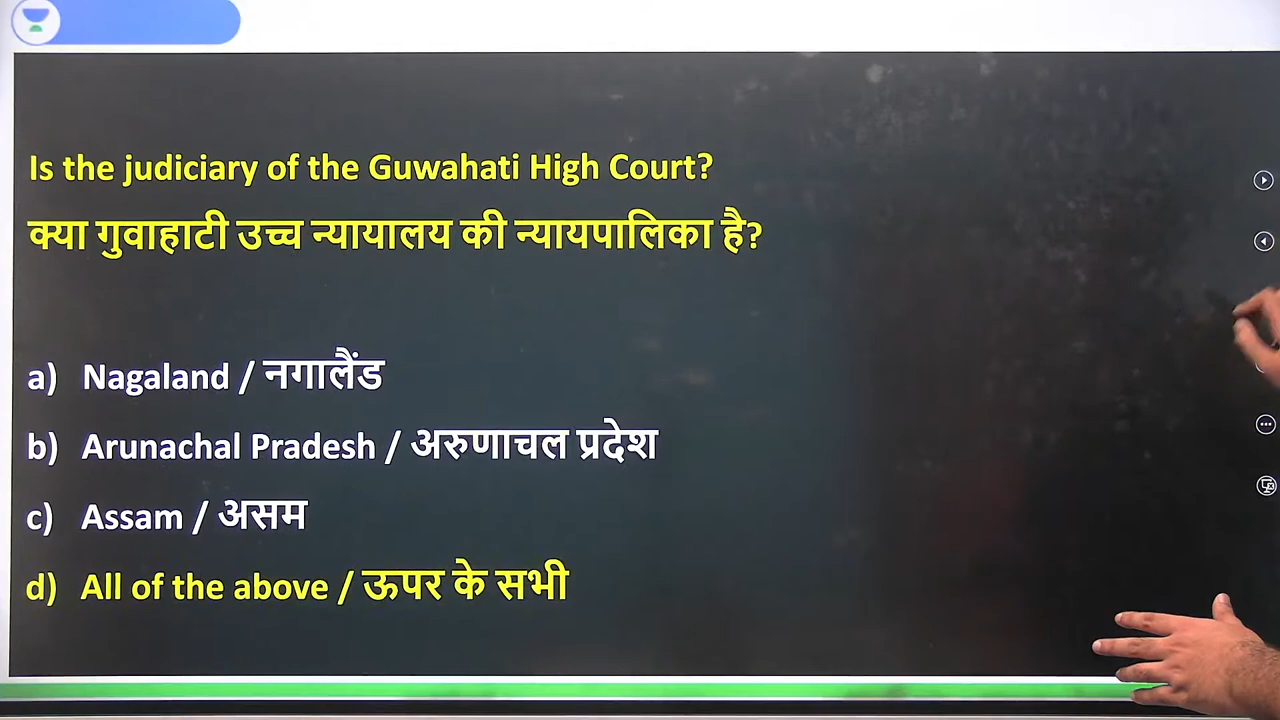 Is the judiciary of the Guwahati High Court?
क्या गुवाहाटी उच्च न्यायालय की न्यायपालिका है?
a) Nagaland / नगालैंड
b) Arunachal Pradesh / अरुणाचल प्रदेश
c) Assam / असम
d) All of the above / ऊपर के सभी